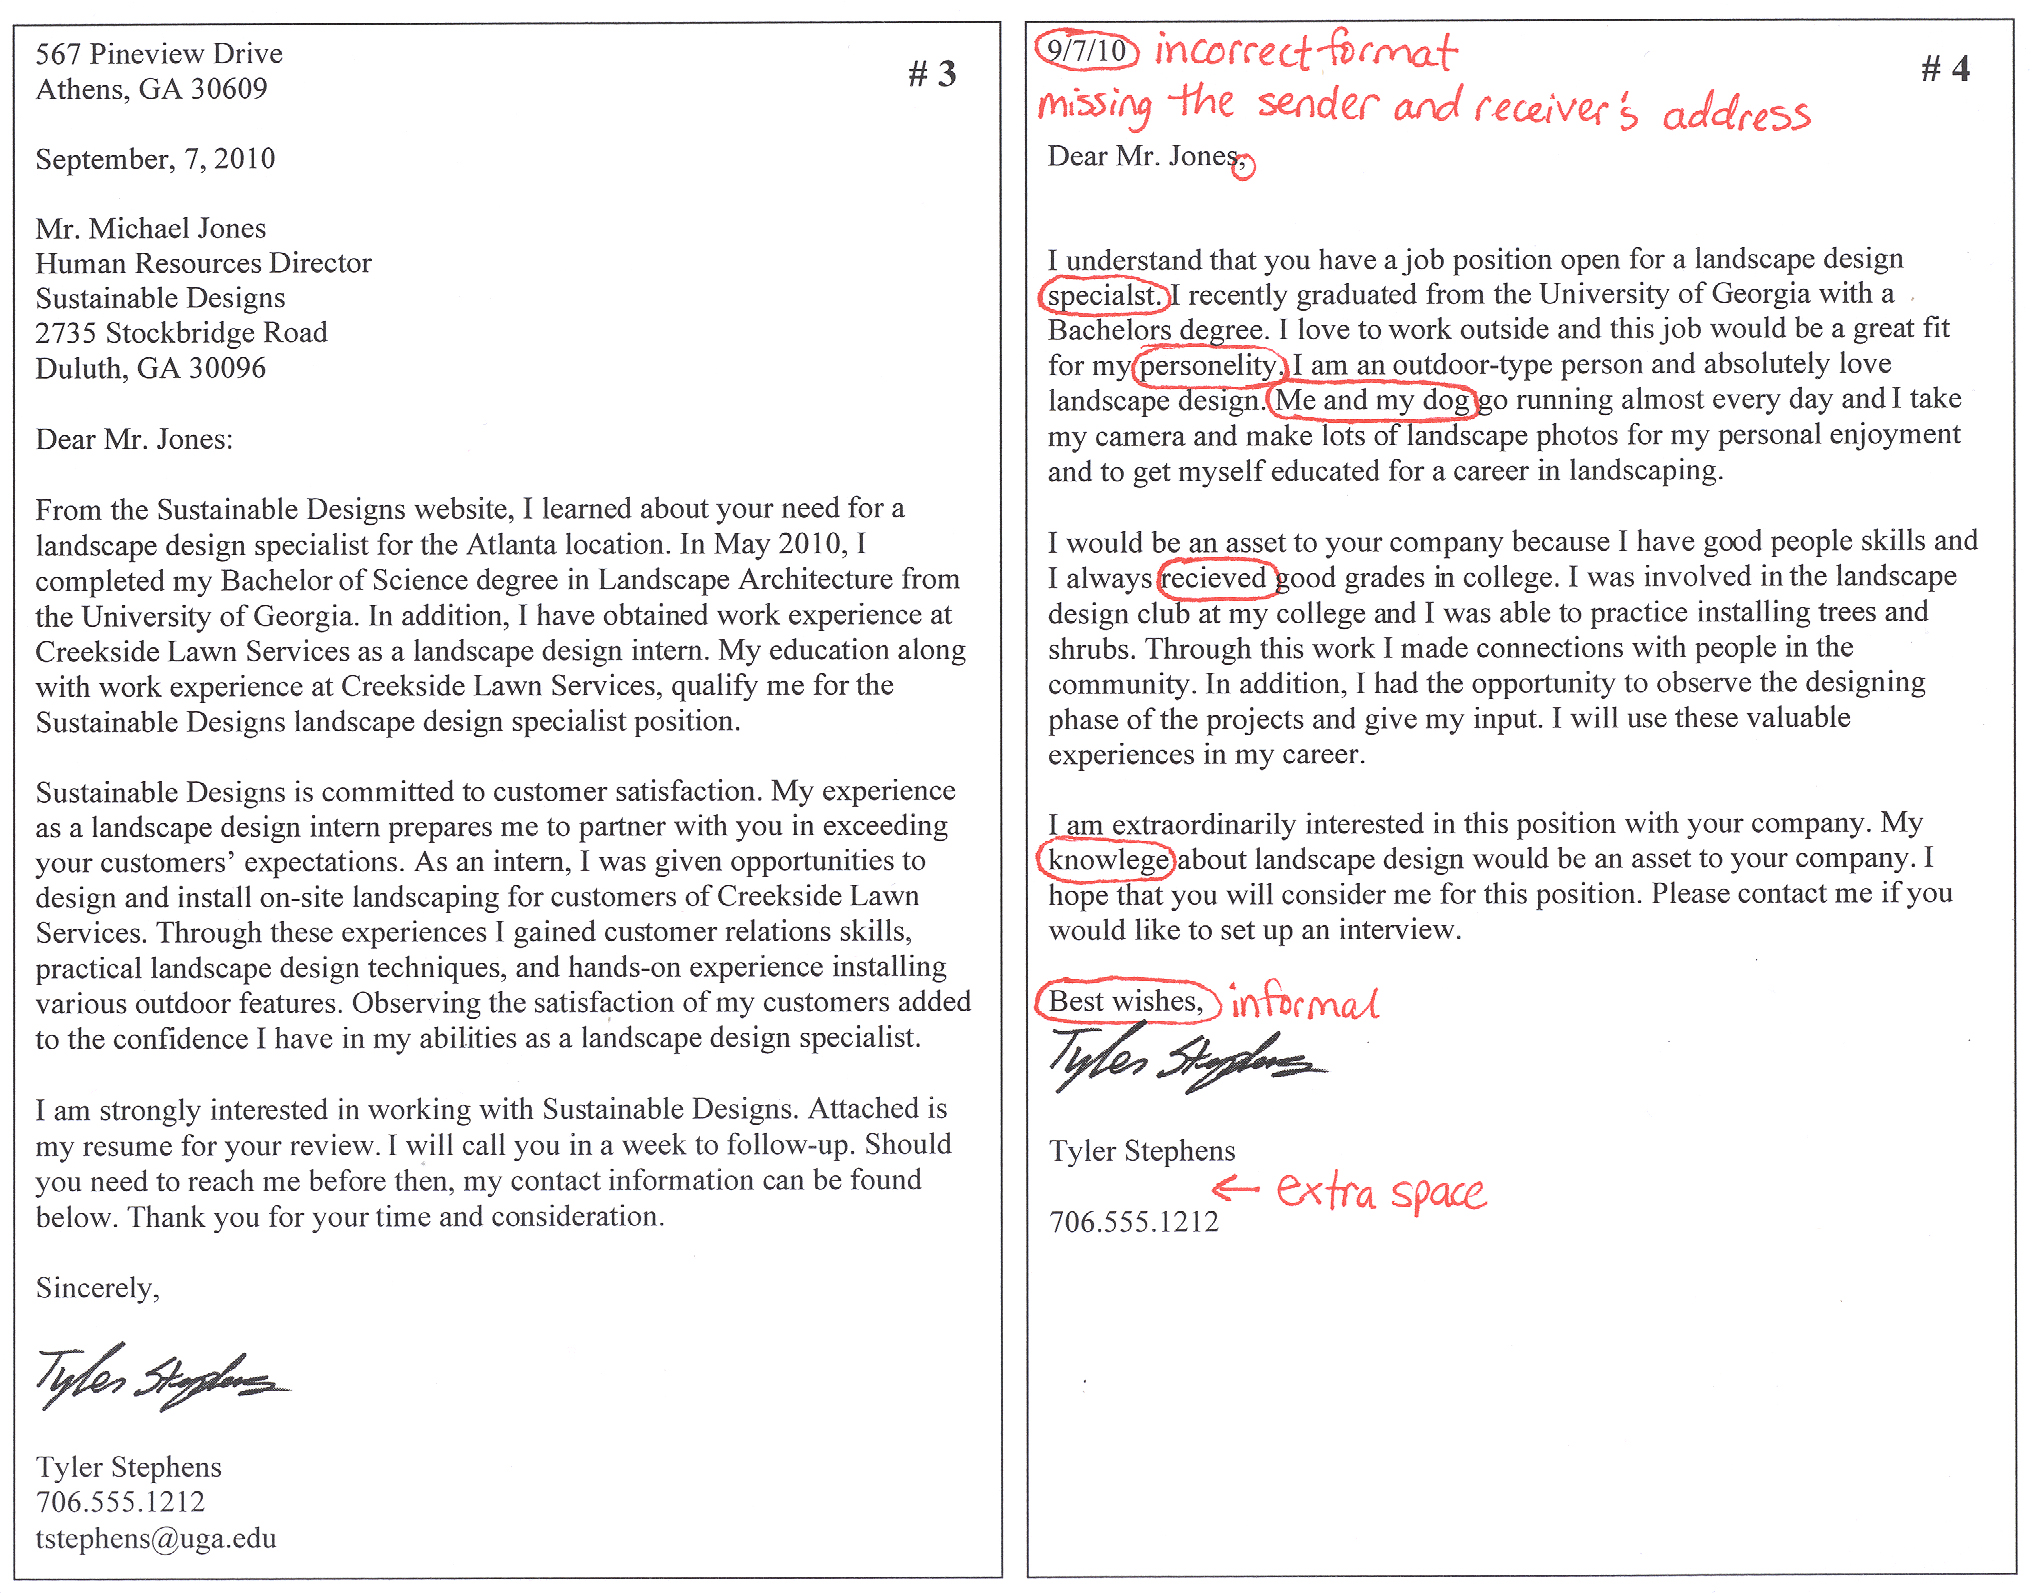 567 Pineview Drive
Athens, GA 30609
# 3
September, 7, 2010
Mr. Michael Jones
Human Resources Director
Sustainable Designs
2735 Stockbridge Road
Duluth, GA 30096
Dear Mr. Jones:
From the Sustainable Designs website, I learned about your need for a
landscape design specialist for the Atlanta location. In May 2010, I
completed my Bachelor of Science degree in Landscape Architecture from
the University of Georgia. In addition, I have obtained work experience at
Creekside Lawn Services as a landscape design intern. My education along
with work experience at Creekside Lawn Services, qualify me for the
Sustainable Designs landscape design specialist position.
Sustainable Designs is committed to customer satisfaction. My experience
as a landscape design intern prepares me to partner with you in exceeding
your customers’ expectations. As an intern, I was given opportunities to
design and install on-site landscaping for customers of Creekside Lawn
Services. Through these experiences I gained customer relations skills,
practical landscape design techniques, and hands-on experience installing
various outdoor features. Observing the satisfaction of my customers added
to the confidence I have in my abilities as a landscape design specialist.
I am strongly interested in working with Sustainable Designs. Attached is
my resume for your review. I will call you in a week to follow-up. Should
you need to reach me before then, my contact information can be found
below. Thank you for your time and consideration.
Sincerely,
Tyler Stephens
Tyler Stephens
706.555.1212
tstephens@uga.edu
9/7/10 incorrect format
# 4
missing the sender and receiver's address
Dear Mr. Jones,
I understand that you have a job position open for a landscape design
specialst. I recently graduated from the University of Georgia with a
Bachelors degree. I love to work outside and this job would be a great fit
for my personelity. I am an outdoor-type person and absolutely love
landscape design. Me and my dog go running almost every day and I take
my camera and make lots of landscape photos for my personal enjoyment
and to get myself educated for a career in landscaping.
I would be an asset to your company because I have good people skills and
I always recieved good grades in college. I was involved in the landscape
design club at my college and I was able to practice installing trees and
shrubs. Through this work I made connections with people in the
community. In addition, I had the opportunity to observe the designing
phase of the projects and give my input. I will use these valuable
experiences in my career.
I am extraordinarily interested in this position with your company. My
knowlege about landscape design would be an asset to your company. I
hope that you will consider me for this position. Please contact me if you
would like to set up an interview.
Best wishes, informal
Tyler Stephens
Tyler Stephens
← extra space
706.555.1212